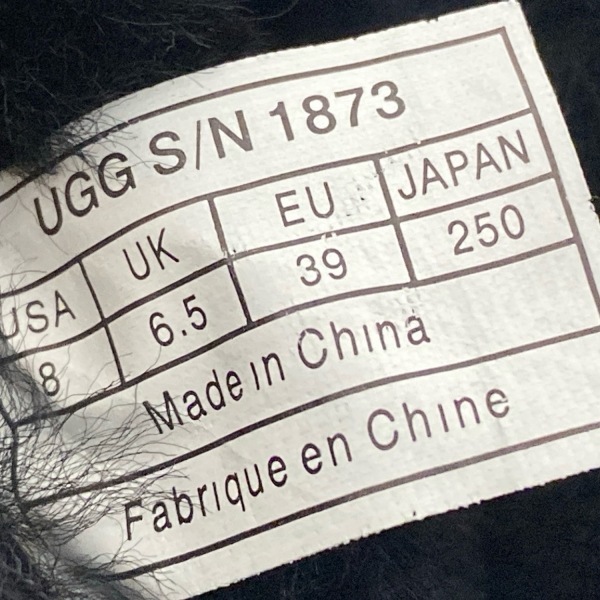 UGG S/N 1873
USA UK EU JAPAN
8 6.5 39 250
Made in China
Fabrique en Chine